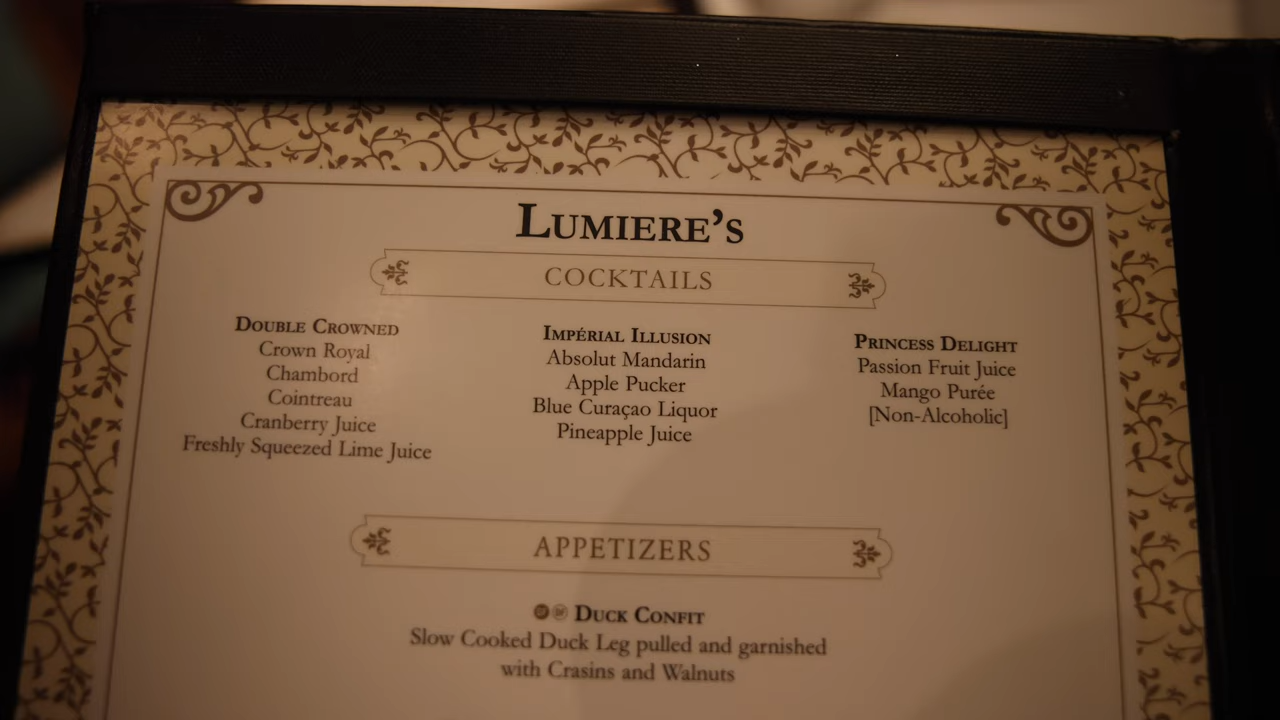 LUMIERE'S
COCKTAILS
DOUBLE CROWNED
Crown Royal
Chambord
Cointreau
Cranberry Juice
Freshly Squeezed Lime Juice
IMPÉRIAL ILLUSION
Absolut Mandarin
Apple Pucker
Blue Curaçao Liquor
Pineapple Juice
PRINCESS DELIGHT
Passion Fruit Juice
Mango Purée
[Non-Alcoholic]
APPETIZERS
DUCK CONFIT
Slow Cooked Duck Leg pulled and garnished
with Crasins and Walnuts